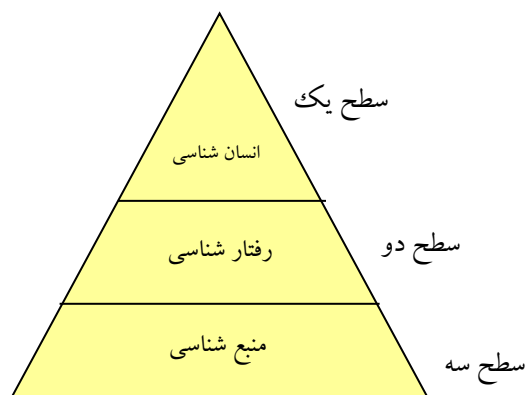 سطح یک
انسان شناسی
سطح دو
رفتار شناسی
منبع شناسی
سطح سه